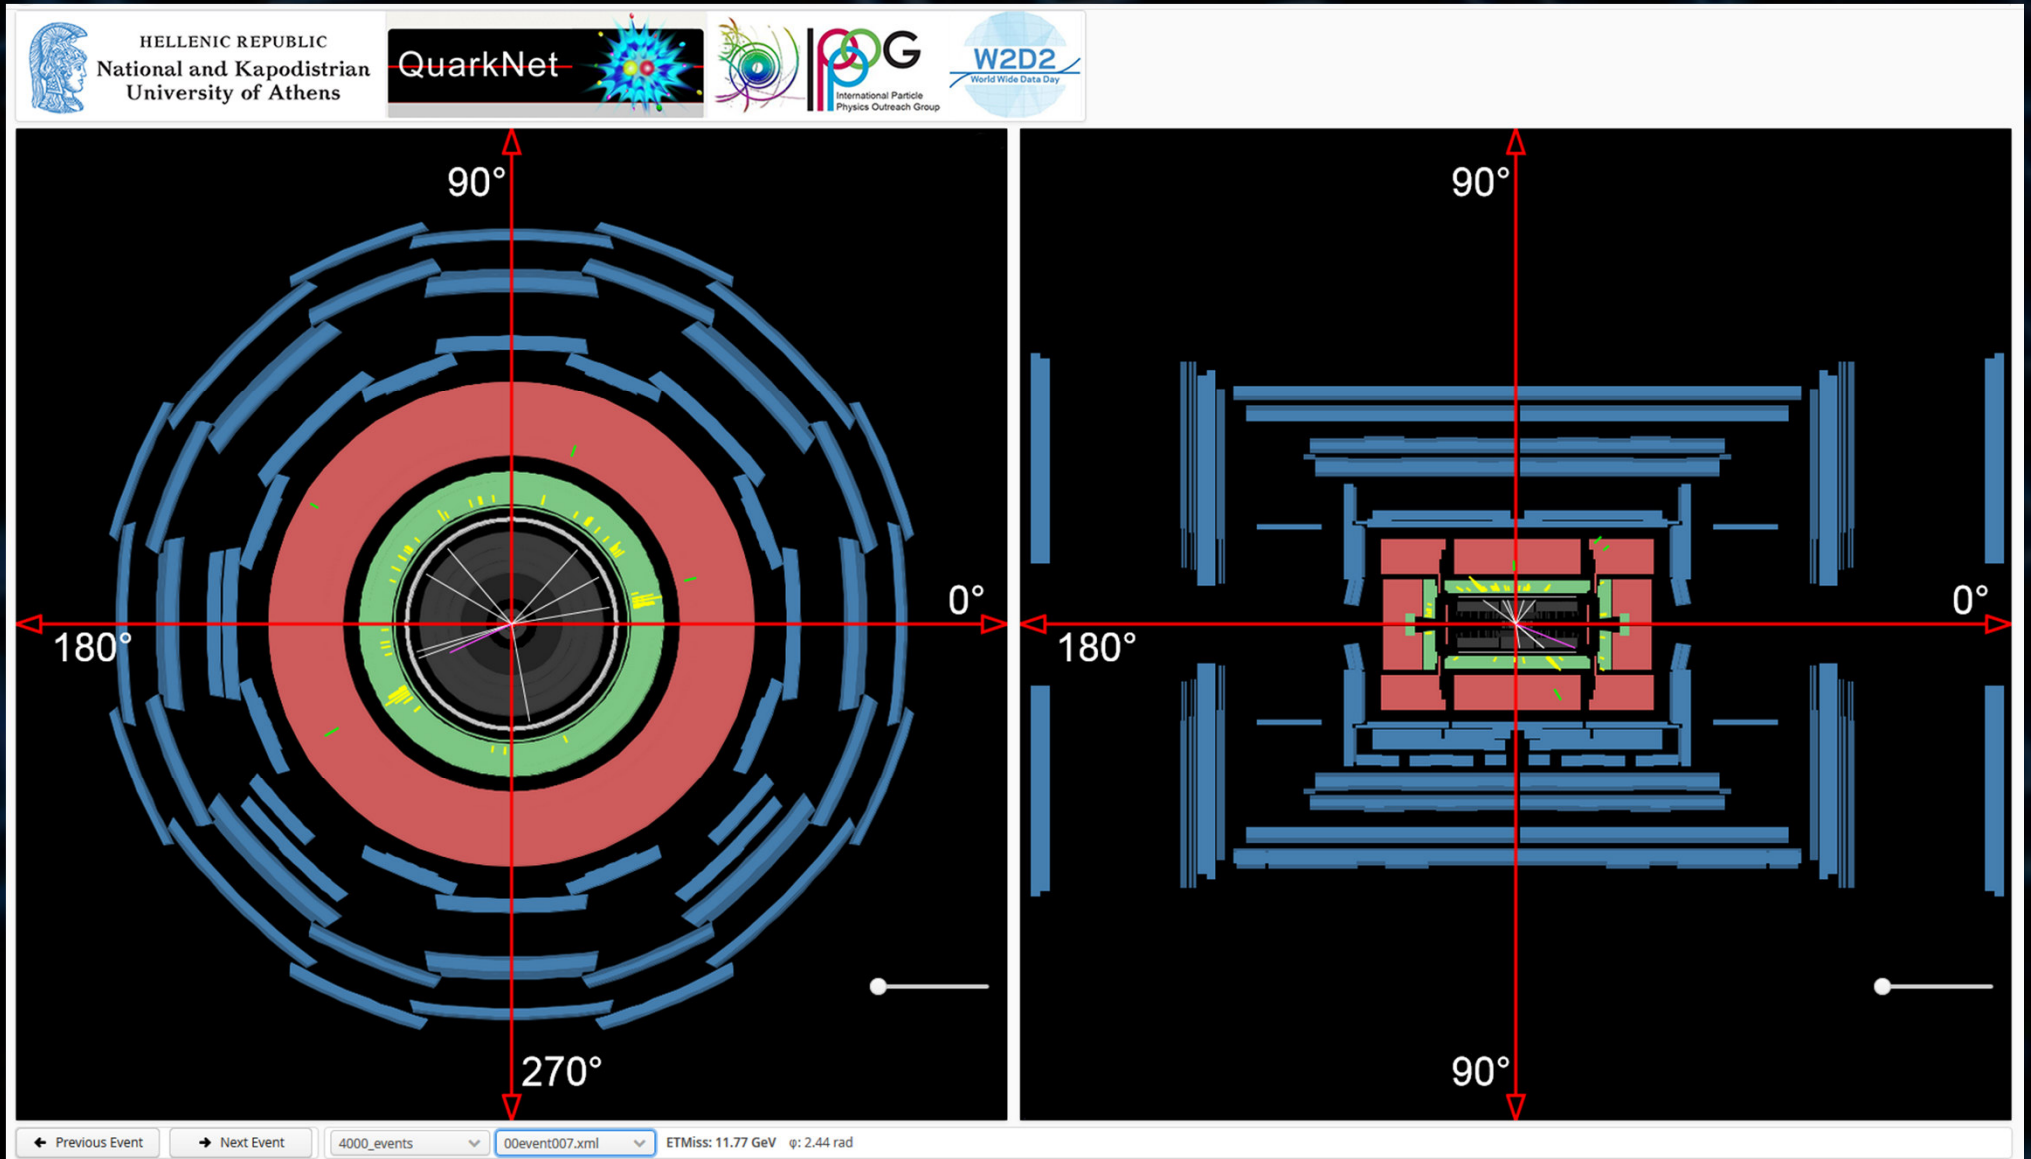 HELLENIC REPUBLIC
National and Kapodistrian
University of Athens
QuarkNet
IPPOG
International Particle
Physics Outreach Group
W2D2
World Wide Data Day
90°
0°
180°
270°
90°
0°
180°
90°
Previous Event
Next Event
4000_events
00event007.xml
ETMiss: 11.77 GeV φ: 2.44 rad